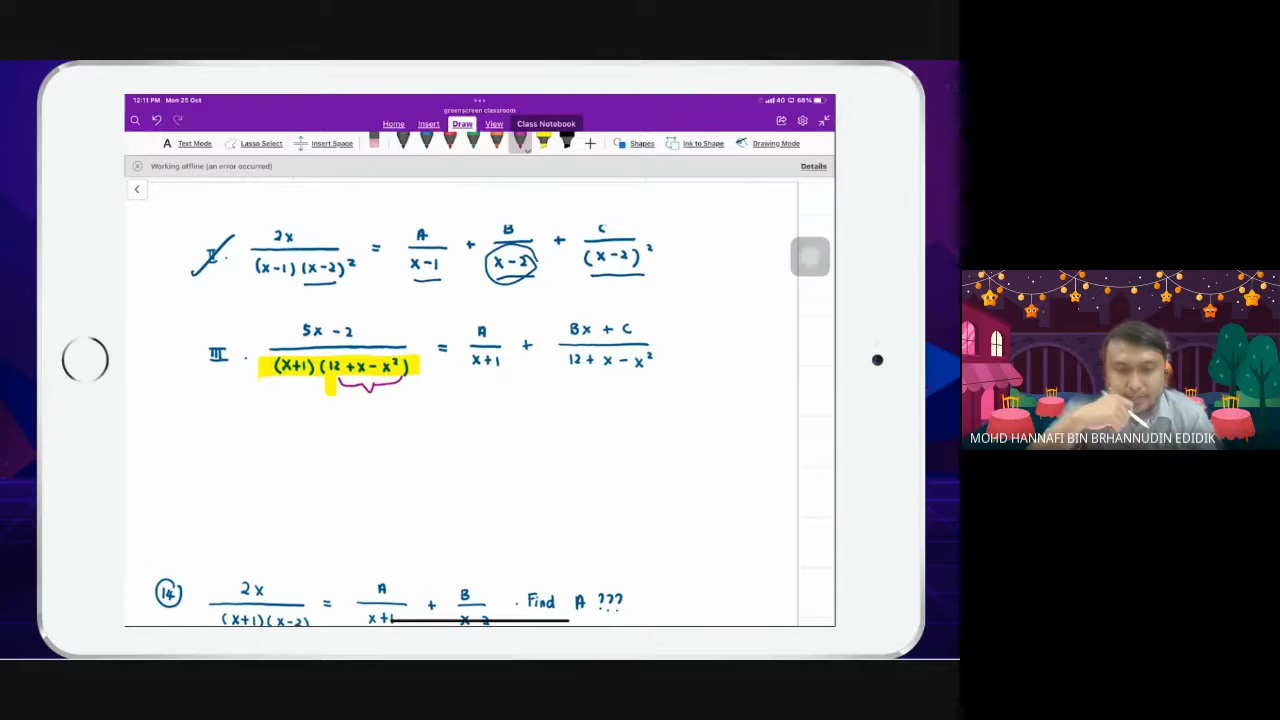 12:11 PM Mon 25 Oct
4G 68%
greenscreen classroom
Home Insert Draw View Class Notebook
A Text Mode Lasso Select Insert Space Shapes Ink to Shape Drawing Mode
Working offline (an error occurred) Details
II. 2x / (x-1)(x-2)² = A / x-1 + B / x-2 + C / (x-2)²
III. 5x - 2 / (x+1)(12 + x - x²) = A / x+1 + Bx + C / 12 + x - x²
14 2x / (x+1)(x-2) = A / x+1 + B / x-2 . Find A ???
MOHD HANNAFI BIN BRHANNUDIN EDIDIK